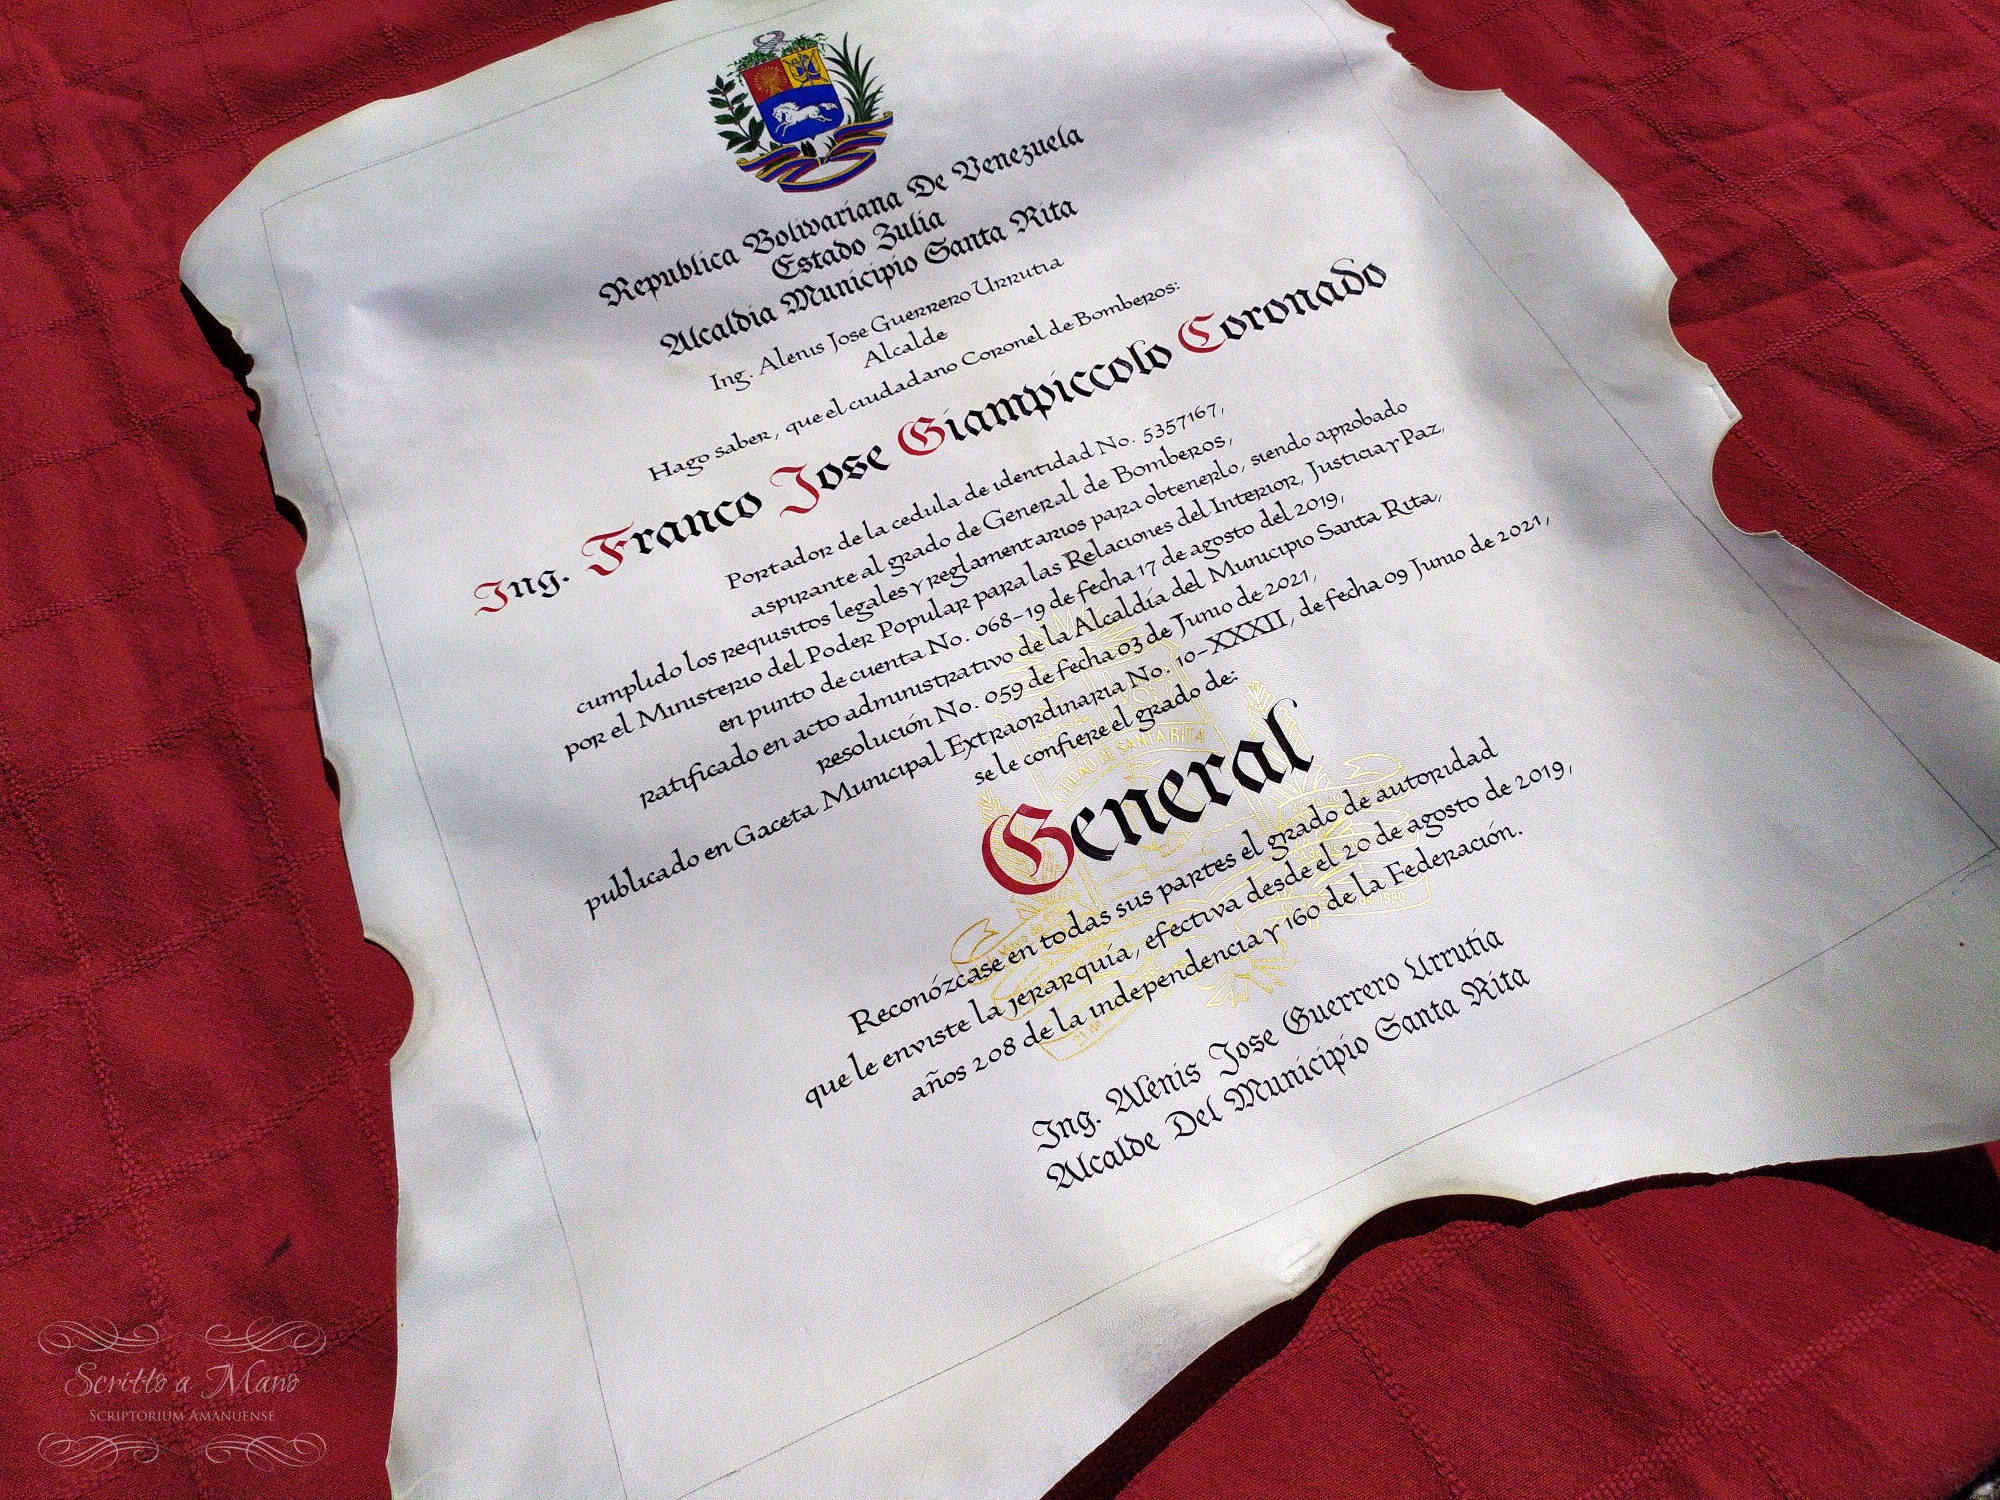 Republica Bolivariana De Venezuela
Estado Zulia
Alcaldia Municipio Santa Rita
Ing. Alenis Jose Guerrero Urrutia
Alcalde
Hago saber, que el ciudadano Coronel de Bomberos:
Ing. Franco Jose Giampiccolo Coronado
Portador de la cedula de identidad No. 5357167,
aspirante al grado de General de Bomberos,
cumplido los requisitos legales y reglamentarios para obtenerlo, siendo aprobado
por el Ministerio del Poder Popular para las Relaciones del Interior, Justicia y Paz,
en punto de cuenta No. 068-19 de fecha 17 de agosto del 2019,
ratificado en acto administrativo de la Alcaldía del Municipio Santa Rita,
resolución No. 059 de fecha 03 de Junio de 2021,
publicado en Gaceta Municipal Extraordinaria No. 10-XXXII, de fecha 09 Junio de 2021,
se le confiere el grado de:
CIUDAD DE SANTA RITA
General
Reconózcase en todas sus partes el grado de autoridad
que le enviste la jerarquía, efectiva desde el 20 de agosto de 2019,
años 208 de la independencia y 160 de la Federación.
Ing. Alenis Jose Guerrero Urrutia
Alcalde Del Municipio Santa Rita
Scritto a Mano
SCRIPTORIUM AMANUENSE